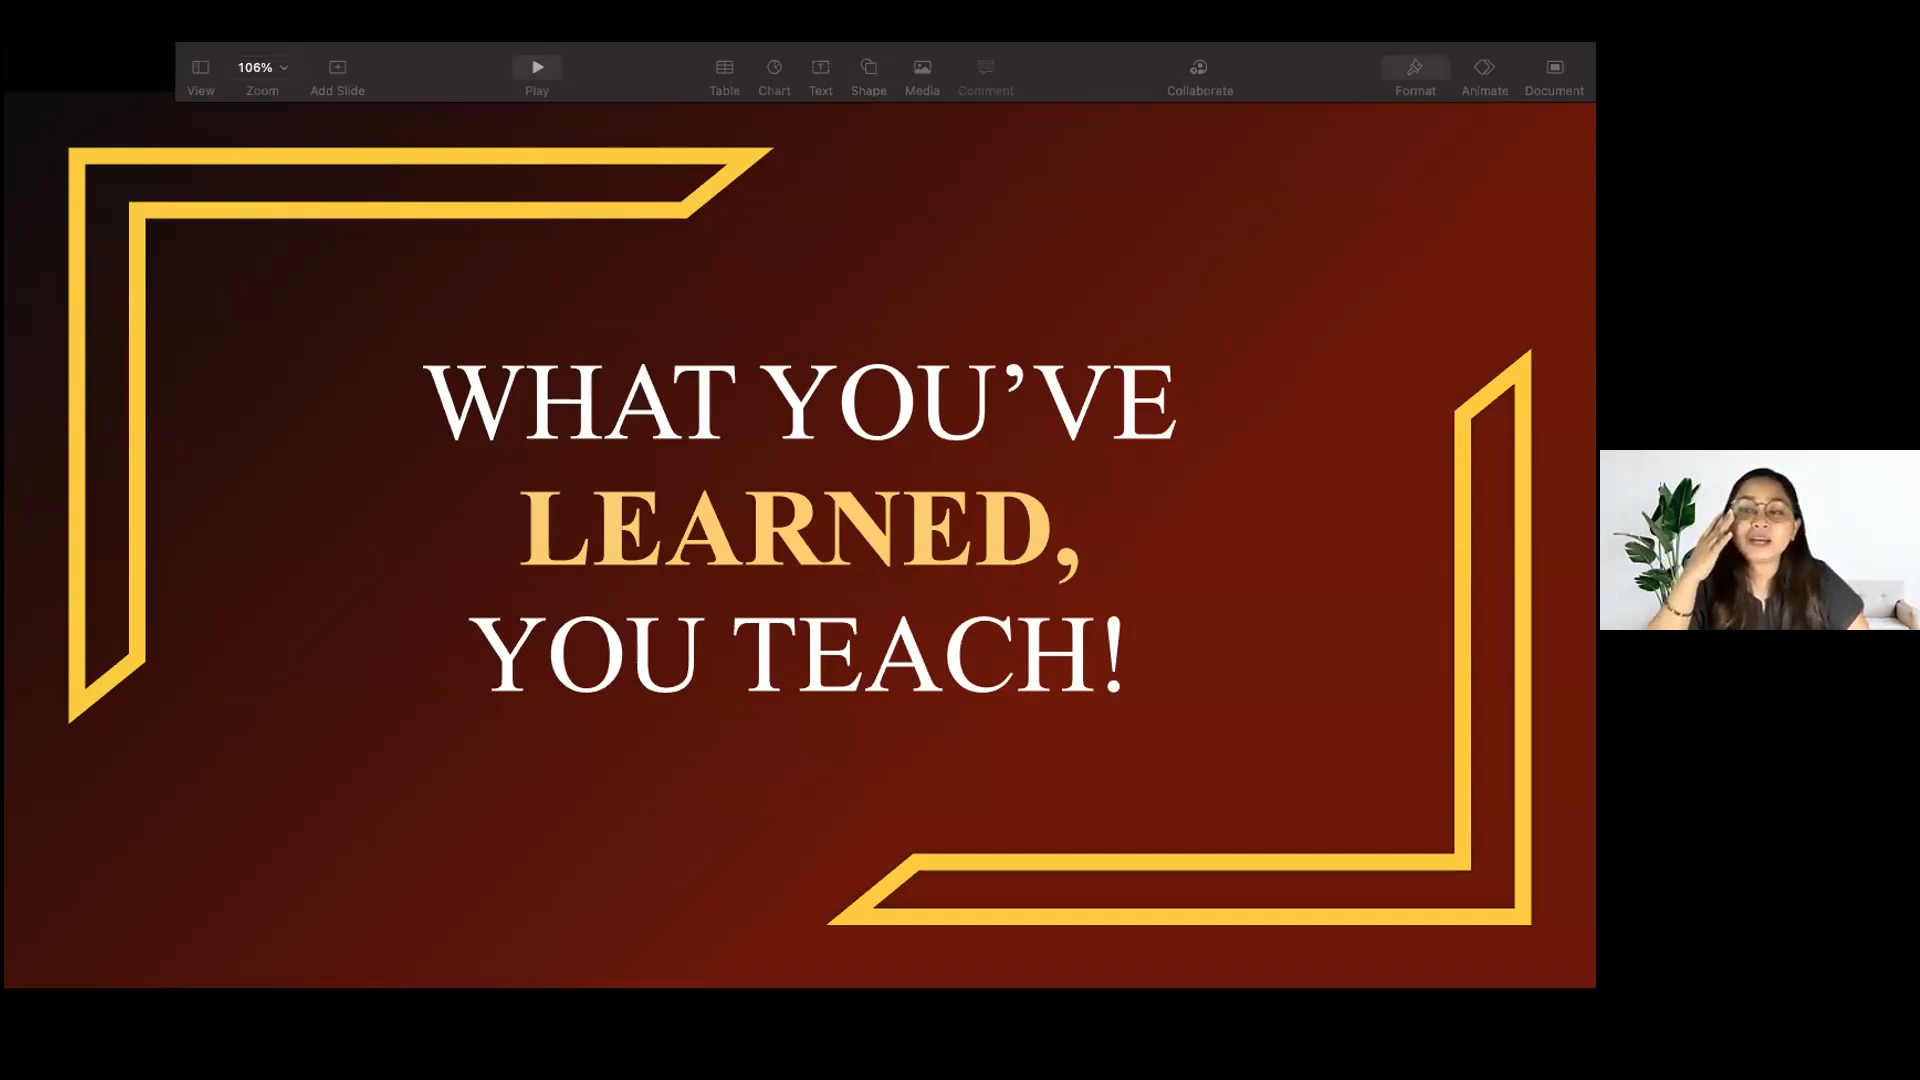 106%
View
Zoom
Add Slide
Play
Table
Chart
Text
Shape
Media
Comment
Collaborate
Format
Animate
Document
WHAT YOU’VE
LEARNED,
YOU TEACH!